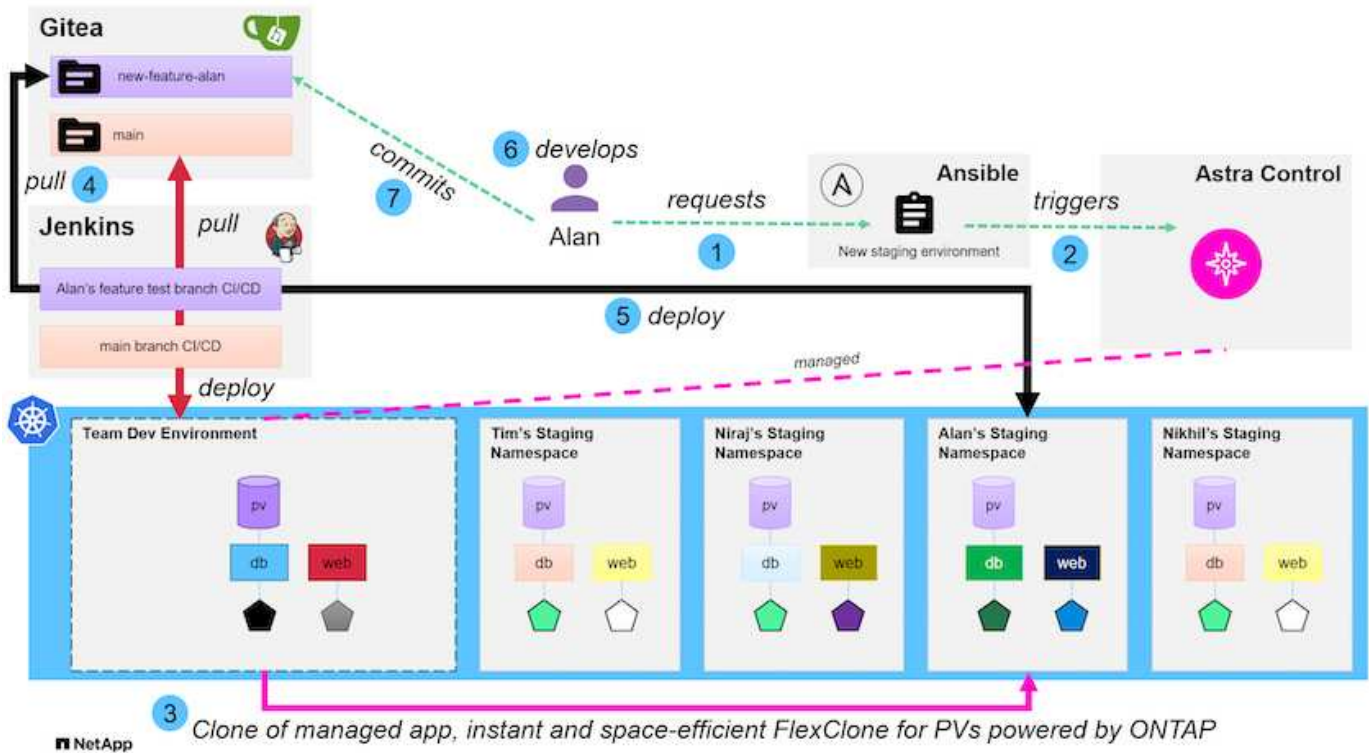 Gitea
new-feature-alan
main
pull 4
Jenkins
pull
Alan's feature test branch CI/CD
main branch CI/CD
deploy
commits
7
6 develops
Alan
requests
1
Ansible
New staging environment
triggers
2
Astra Control
5 deploy
managed
Team Dev Environment
pv
db
web
Tim's Staging
Namespace
pv
db
web
Niraj's Staging
Namespace
pv
db
web
Alan's Staging
Namespace
pv
db
web
Nikhil's Staging
Namespace
pv
db
web
3 Clone of managed app, instant and space-efficient FlexClone for PVs powered by ONTAP
NetApp